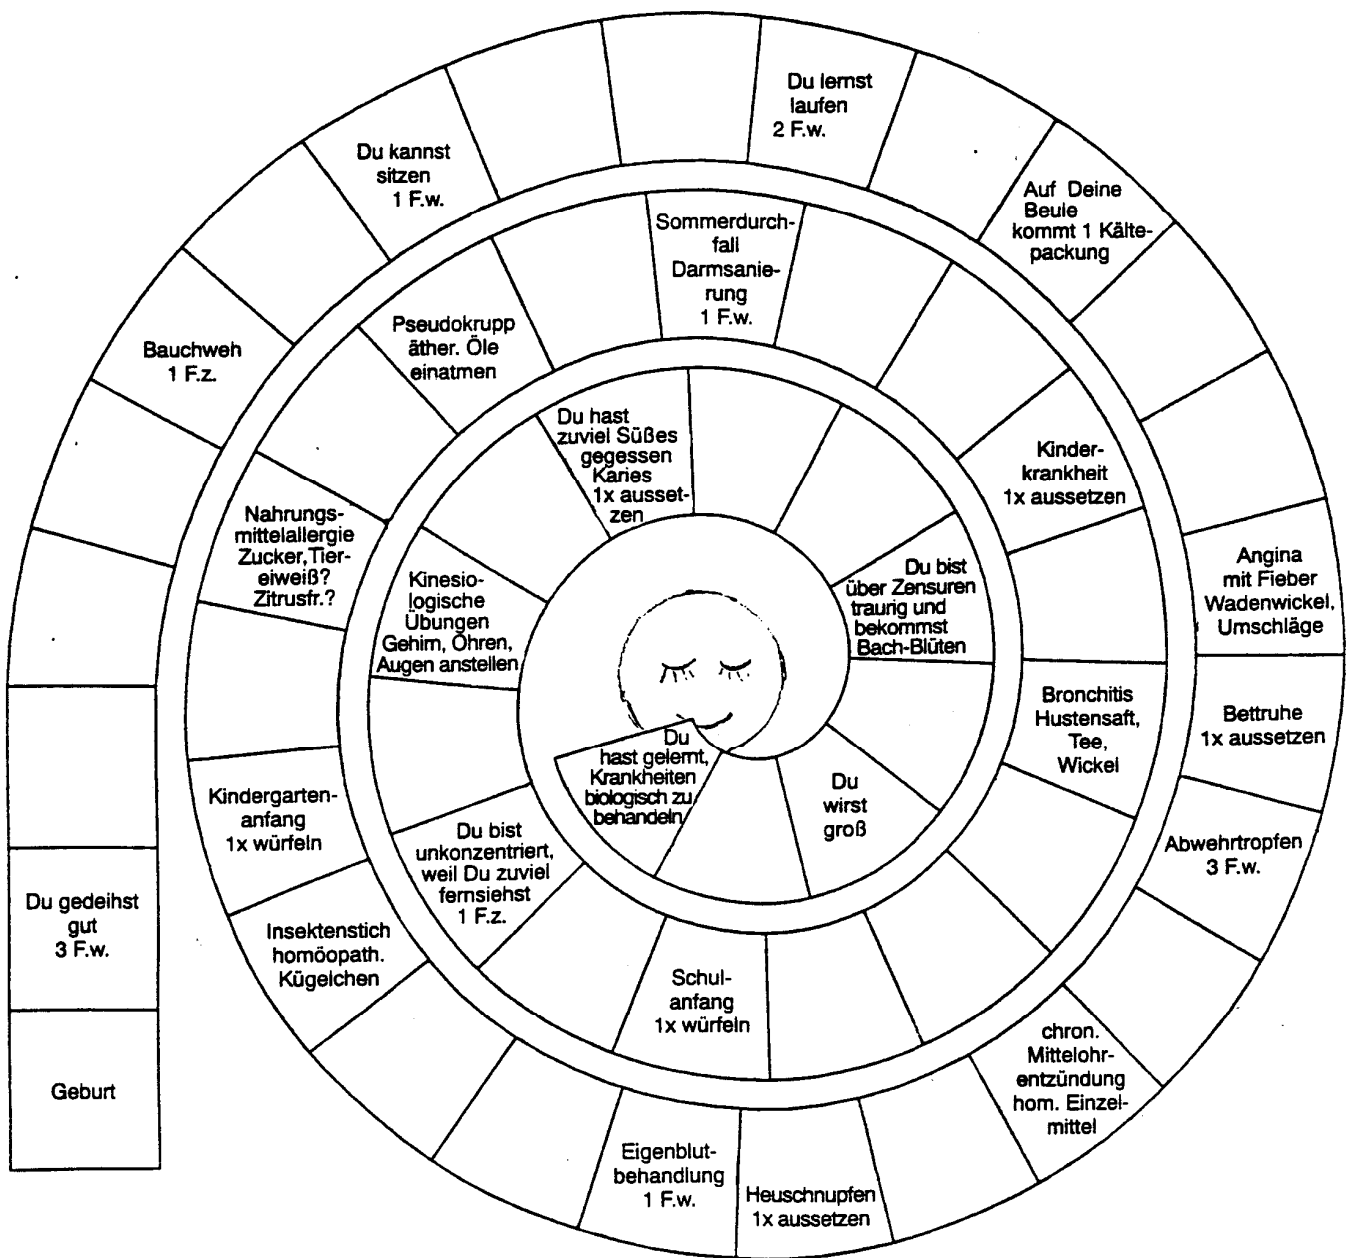 Geburt
Du gedeihst
gut
3 F.w.
Bauchweh
1 F.z.
Du kannst
sitzen
1 F.w.
Du lernst
laufen
2 F.w.
Auf Deine
Beule
kommt 1 Kälte-
packung
Angina
mit Fieber
Wadenwickel,
Umschläge
Bettruhe
1x aussetzen
Abwehrtropfen
3 F.w.
chron.
Mittelohr-
entzündung
hom. Einzel-
mittel
Heuschnupfen
1x aussetzen
Eigenblut-
behandlung
1 F.w.
Insektenstich
homöopath.
Kügelchen
Kindergarten-
anfang
1x würfeln
Nahrungs-
mittelallergie
Zucker,Tier-
eiweiß?
Zitrusfr.?
Pseudokrupp
äther. Öle
einatmen
Sommerdurch-
fall
Darmsanie-
rung
1 F.w.
Kinder-
krankheit
1x aussetzen
Bronchitis
Hustensaft,
Tee,
Wickel
Schul-
anfang
1x würfeln
Du bist
unkonzentriert,
weil Du zuviel
fernsiehst
1 F.z.
Kinesio-
logische
Übungen
Gehirn, Ohren,
Augen anstellen
Du hast
zuviel Süßes
gegessen
Karies
1x ausset-
zen
Du bist
über Zensuren
traurig und
bekommst
Bach-Blüten
Du
wirst
groß
Du
hast gelernt,
Krankheiten
biologisch zu
behandeln